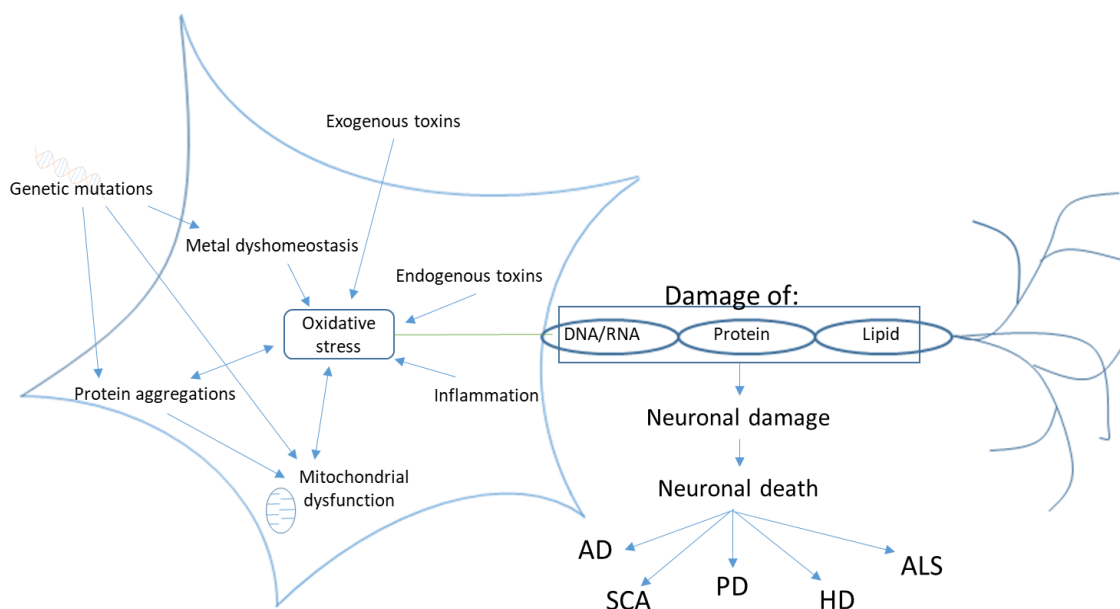 Exogenous toxins
Genetic mutations
Metal dyshomeostasis
Endogenous toxins
Oxidative
stress
Protein aggregations
Inflammation
Mitochondrial
dysfunction
Damage of:
DNA/RNA
Protein
Lipid
Neuronal damage
Neuronal death
AD
SCA
PD
HD
ALS